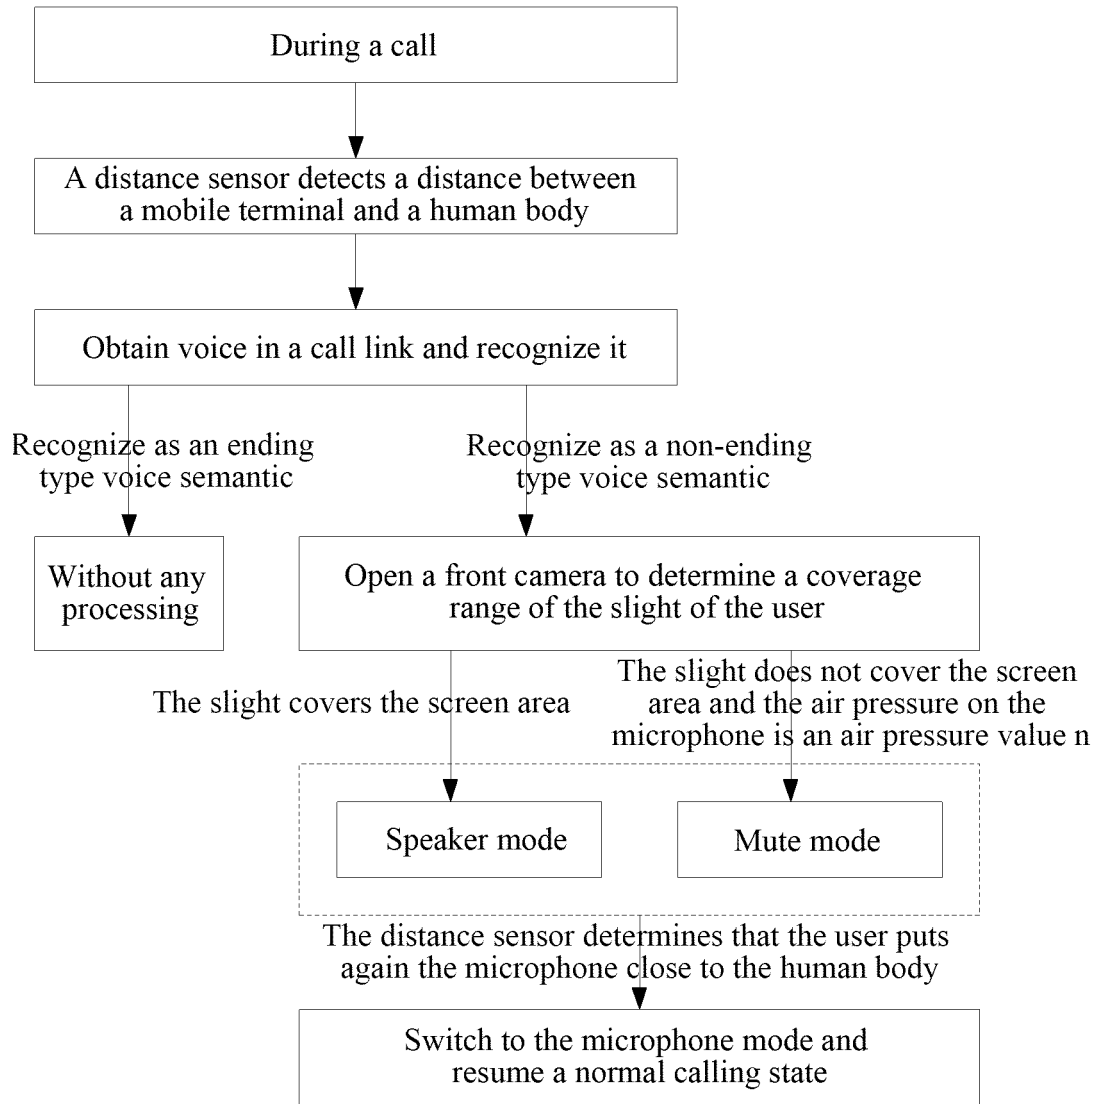 During a call
A distance sensor detects a distance between
a mobile terminal and a human body
Obtain voice in a call link and recognize it
Recognize as an ending
type voice semantic
Recognize as a non-ending
type voice semantic
Without any
processing
Open a front camera to determine a coverage
range of the slight of the user
The slight covers the screen area
The slight does not cover the screen
area and the air pressure on the
microphone is an air pressure value n
Speaker mode
Mute mode
The distance sensor determines that the user puts
again the microphone close to the human body
Switch to the microphone mode and
resume a normal calling state